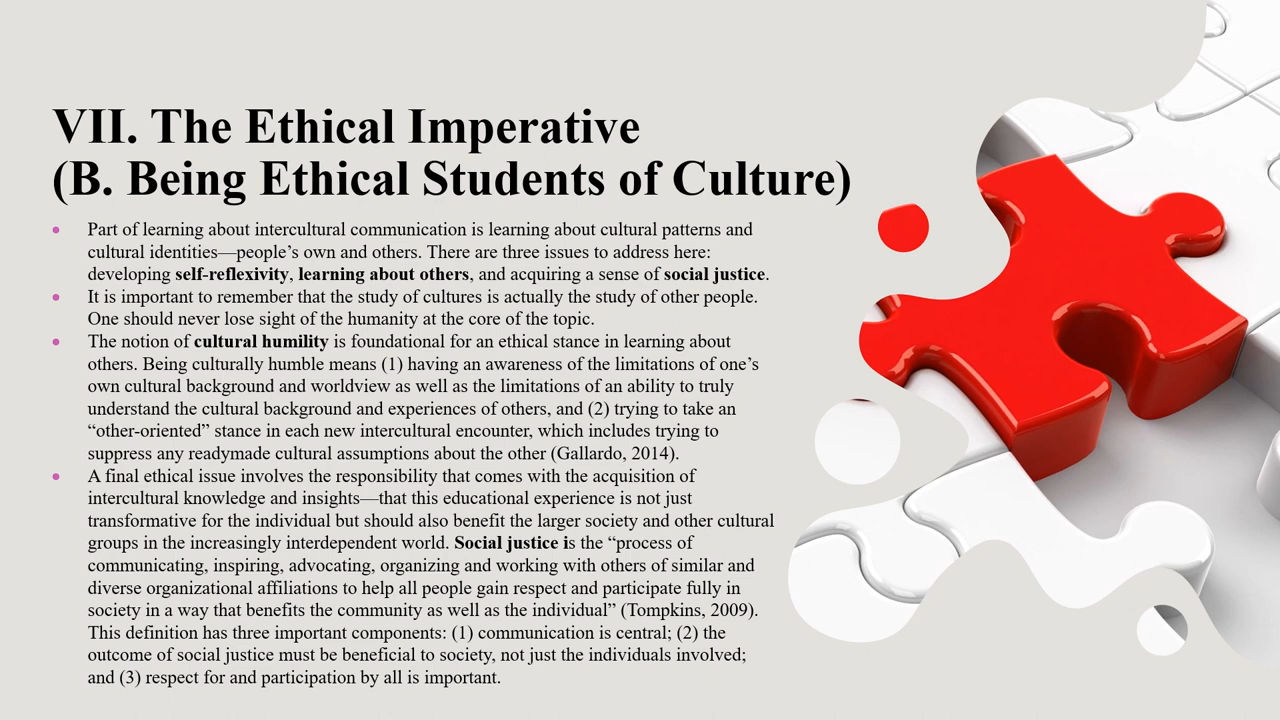 VII. The Ethical Imperative
(B. Being Ethical Students of Culture)
• Part of learning about intercultural communication is learning about cultural patterns and
cultural identities—people’s own and others. There are three issues to address here:
developing self-reflexivity, learning about others, and acquiring a sense of social justice.
• It is important to remember that the study of cultures is actually the study of other people.
One should never lose sight of the humanity at the core of the topic.
• The notion of cultural humility is foundational for an ethical stance in learning about
others. Being culturally humble means (1) having an awareness of the limitations of one’s
own cultural background and worldview as well as the limitations of an ability to truly
understand the cultural background and experiences of others, and (2) trying to take an
“other-oriented” stance in each new intercultural encounter, which includes trying to
suppress any readymade cultural assumptions about the other (Gallardo, 2014).
• A final ethical issue involves the responsibility that comes with the acquisition of
intercultural knowledge and insights—that this educational experience is not just
transformative for the individual but should also benefit the larger society and other cultural
groups in the increasingly interdependent world. Social justice is the “process of
communicating, inspiring, advocating, organizing and working with others of similar and
diverse organizational affiliations to help all people gain respect and participate fully in
society in a way that benefits the community as well as the individual” (Tompkins, 2009).
This definition has three important components: (1) communication is central; (2) the
outcome of social justice must be beneficial to society, not just the individuals involved;
and (3) respect for and participation by all is important.